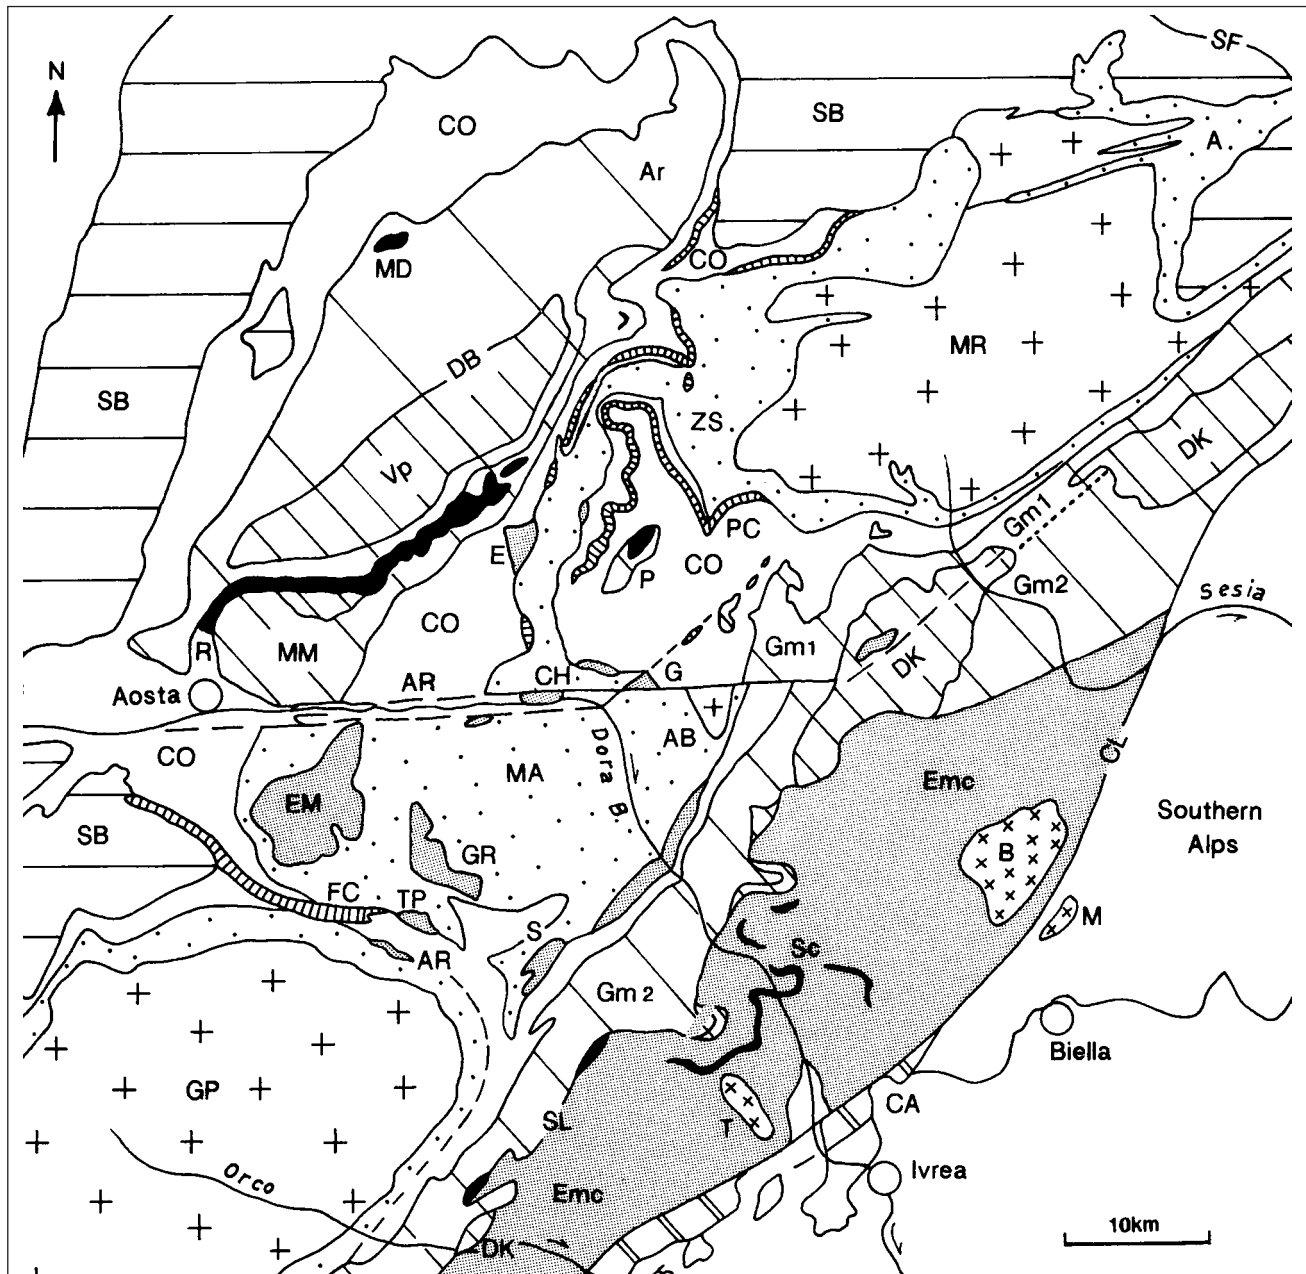 SF
N
CO
SB
A
Ar
MD
CO
MR
DB
SB
DK
ZS
Vp
Gm1
PC
E
CO
P
Gm2
Sesia
CO
R
MM
Gm1
DK
AR
CH
G
Aosta
CO
Dora B
AB
MA
CL
Emc
EM
Southern
Alps
SB
GR
B
FC
TP
M
S
Sc
AR
Gm2
Biella
GP
CA
SL
T
Orco
Ivrea
Emc
10km
DK